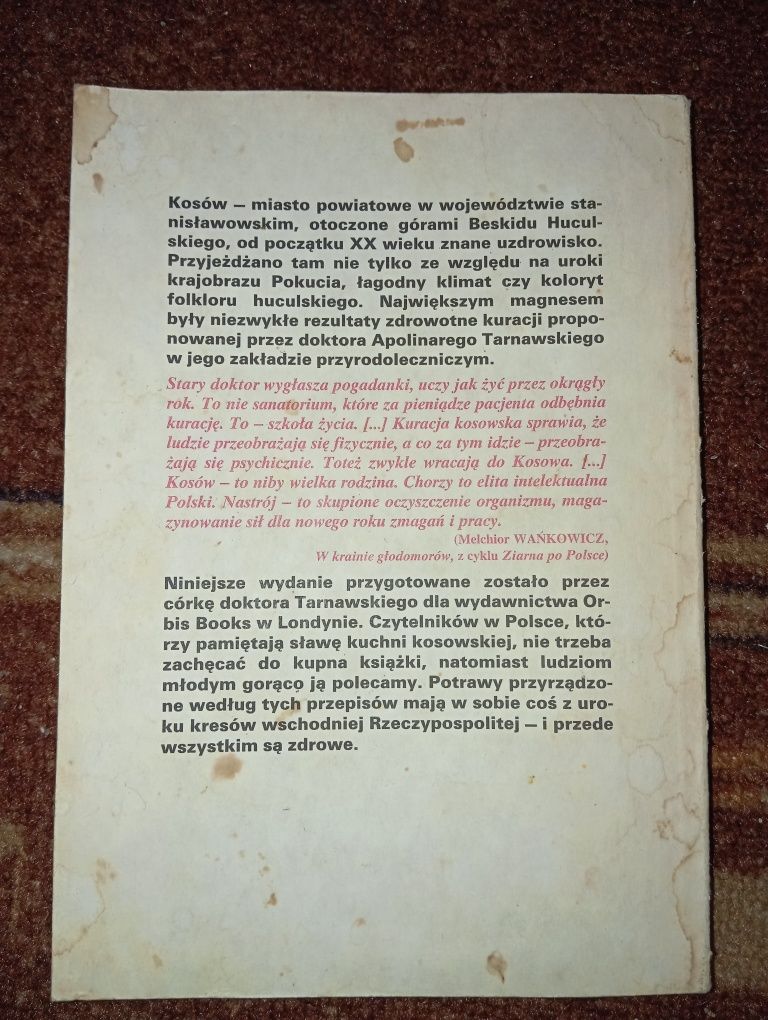 Kosów – miasto powiatowe w województwie sta-
nisławowskim, otoczone górami Beskidu Hucul-
skiego, od początku XX wieku znane uzdrowisko.
Przyjeżdżano tam nie tylko ze względu na uroki
krajobrazu Pokucia, łagodny klimat czy koloryt
folkloru huculskiego. Największym magnesem
były niezwykłe rezultaty zdrowotne kuracji propo-
nowanej przez doktora Apolinarego Tarnawskiego
w jego zakładzie przyrodoleczniczym.
Stary doktor wygłasza pogadanki, uczy jak żyć przez okrągły
rok. To nie sanatorium, które za pieniądze pacjenta odbębnia
kurację. To – szkoła życia. [...] Kuracja kosowska sprawia, że
ludzie przeobrażają się fizycznie, a co za tym idzie – przeobra-
żają się psychicznie. Toteż zwykle wracają do Kosowa. [...]
Kosów – to niby wielka rodzina. Chorzy to elita intelektualna
Polski. Nastrój – to skupione oczyszczenie organizmu, maga-
zynowanie sił dla nowego roku zmagań i pracy.
(Melchior WAŃKOWICZ,
W krainie głodomorów, z cyklu Ziarna po Polsce)
Niniejsze wydanie przygotowane zostało przez
córkę doktora Tarnawskiego dla wydawnictwa Or-
bis Books w Londynie. Czytelników w Polsce, któ-
rzy pamiętają sławę kuchni kosowskiej, nie trzeba
zachęcać do kupna książki, natomiast ludziom
młodym gorąco ją polecamy. Potrawy przyrządzo-
ne według tych przepisów mają w sobie coś z uro-
ku kresów wschodniej Rzeczypospolitej – i przede
wszystkim są zdrowe.